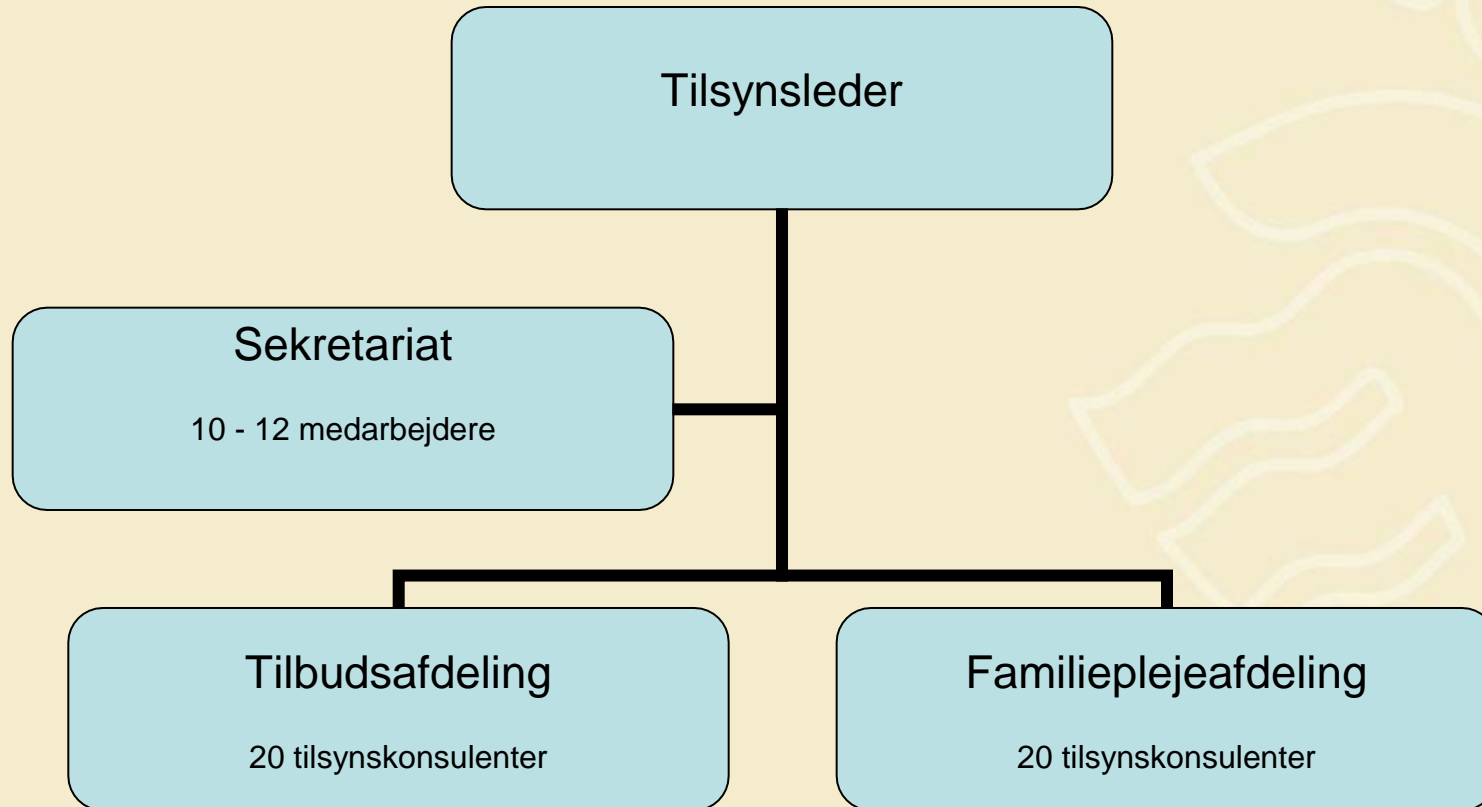 Tilsynsleder
Sekretariat
10 - 12 medarbejdere
Tilbudsafdeling
20 tilsynskonsulenter
Familieplejeafdeling
20 tilsynskonsulenter